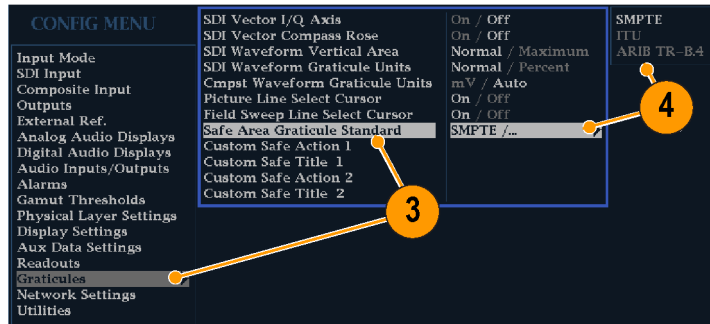 CONFIG MENU
Input Mode
SDI Input
Composite Input
Outputs
External Ref.
Analog Audio Displays
Digital Audio Displays
Audio Inputs/Outputs
Alarms
Gamut Thresholds
Physical Layer Settings
Display Settings
Aux Data Settings
Readouts
Graticules
Network Settings
Utilities
SDI Vector I/Q Axis On / Off
SDI Vector Compass Rose On / Off
SDI Waveform Vertical Area Normal / Maximum
SDI Waveform Graticule Units Normal / Percent
Cmpst Waveform Graticule Units mV / Auto
Picture Line Select Cursor On / Off
Field Sweep Line Select Cursor On / Off
Safe Area Graticule Standard SMPTE /...
Custom Safe Action 1
Custom Safe Title 1
Custom Safe Action 2
Custom Safe Title 2
SMPTE
ITU
ARIB TR-B.4
3
4